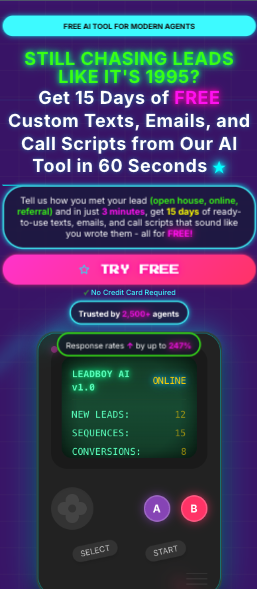 FREE AI TOOL FOR MODERN AGENTS
STILL CHASING LEADS
LIKE IT'S 1995?
Get 15 Days of FREE
Custom Texts, Emails, and
Call Scripts from Our AI
Tool in 60 Seconds
Tell us how you met your lead (open house, online,
referral) and in just 3 minutes, get 15 days of ready-
to-use texts, emails, and call scripts that sound like
you wrote them - all for FREE!
TRY FREE
✓ No Credit Card Required
Trusted by 2,500+ agents
Response rates ↑ by up to 247%
LEADBOY AI ONLINE
v1.0
NEW LEADS: 12
SEQUENCES: 15
CONVERSIONS: 8
A B
SELECT START